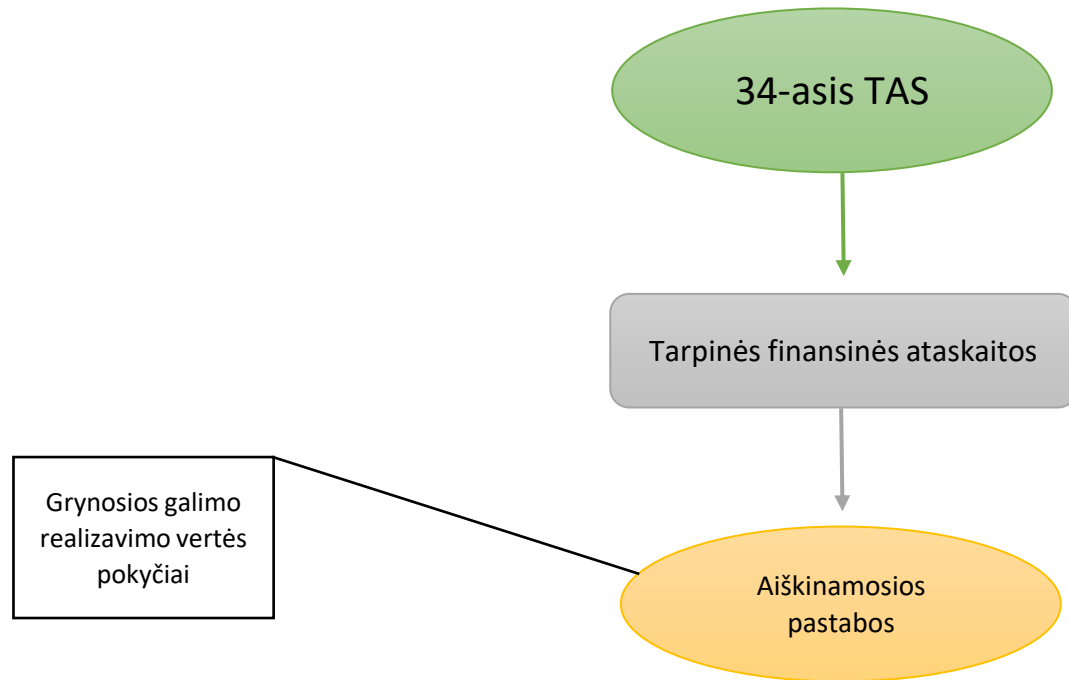 34-asis TAS
Tarpinės finansinės ataskaitos
Grynosios galimo
realizavimo vertės
pokyčiai
Aiškinamosios
pastabos